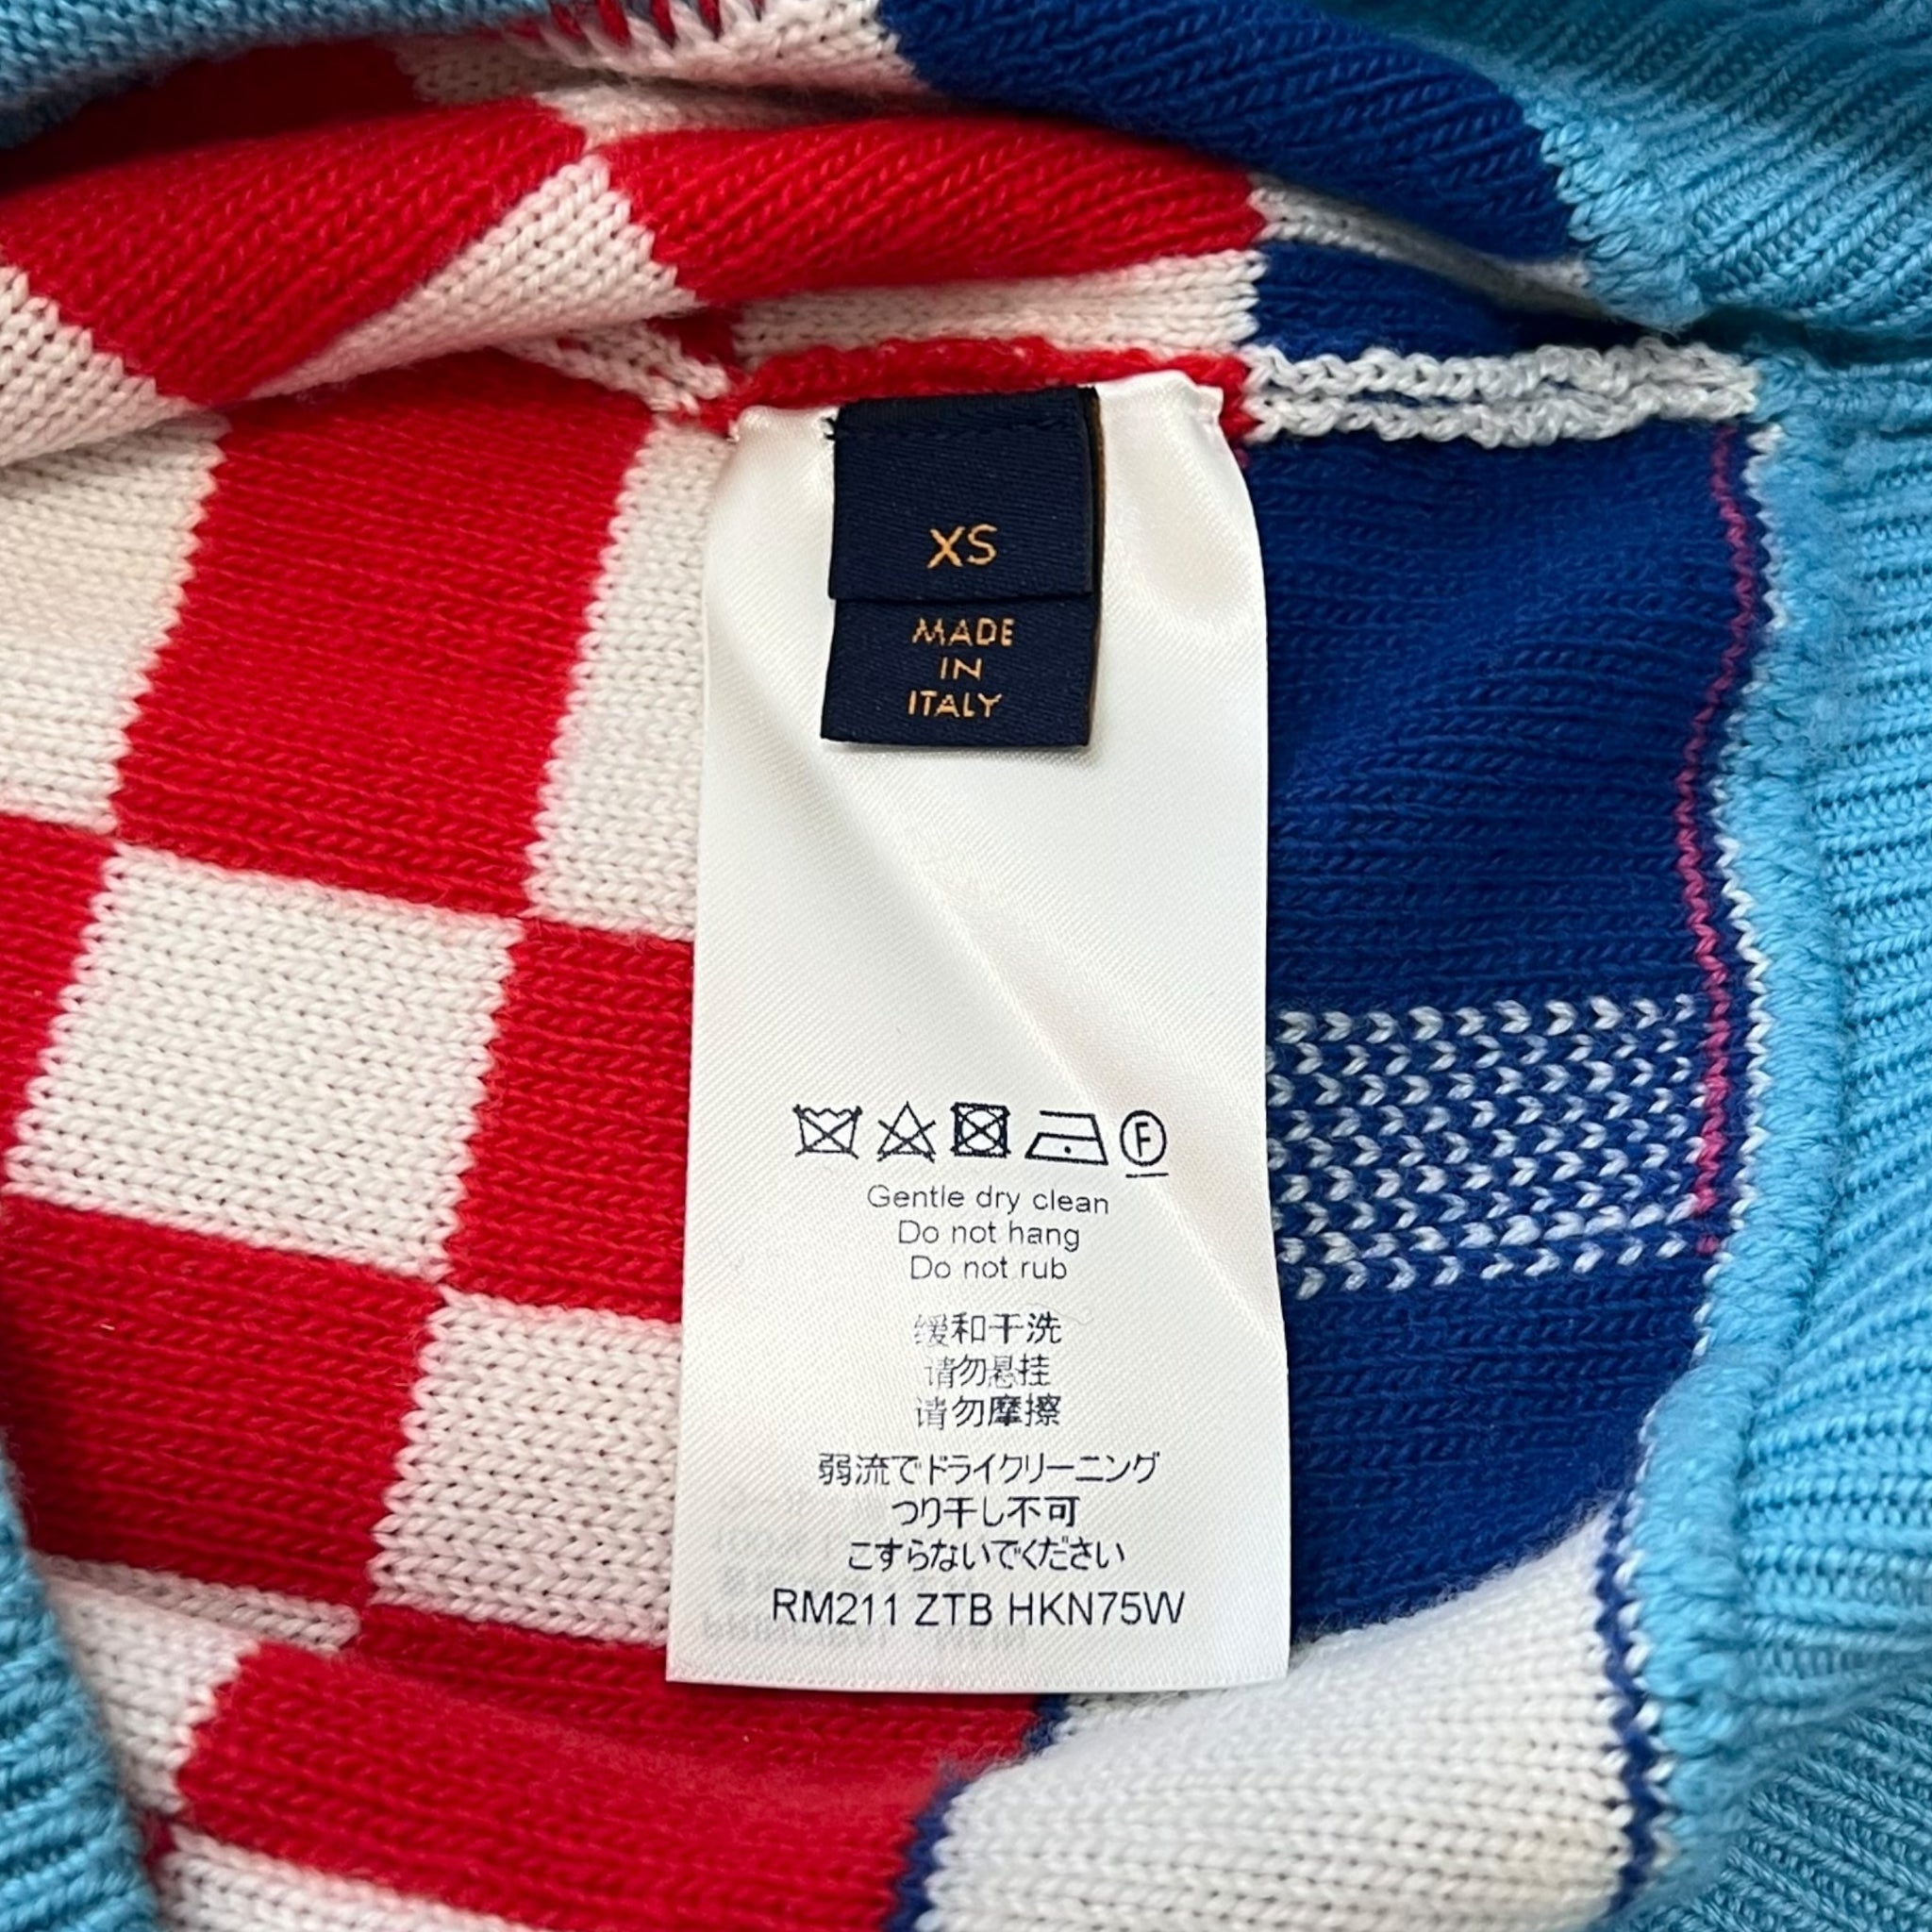 XS
MADE
IN
ITALY
F
Gentle dry clean
Do not hang
Do not rub
缓和干洗
请勿悬挂
请勿摩擦
弱流でドライクリーニング
つり干し不可
こすらないでください
RM211 ZTB HKN75W